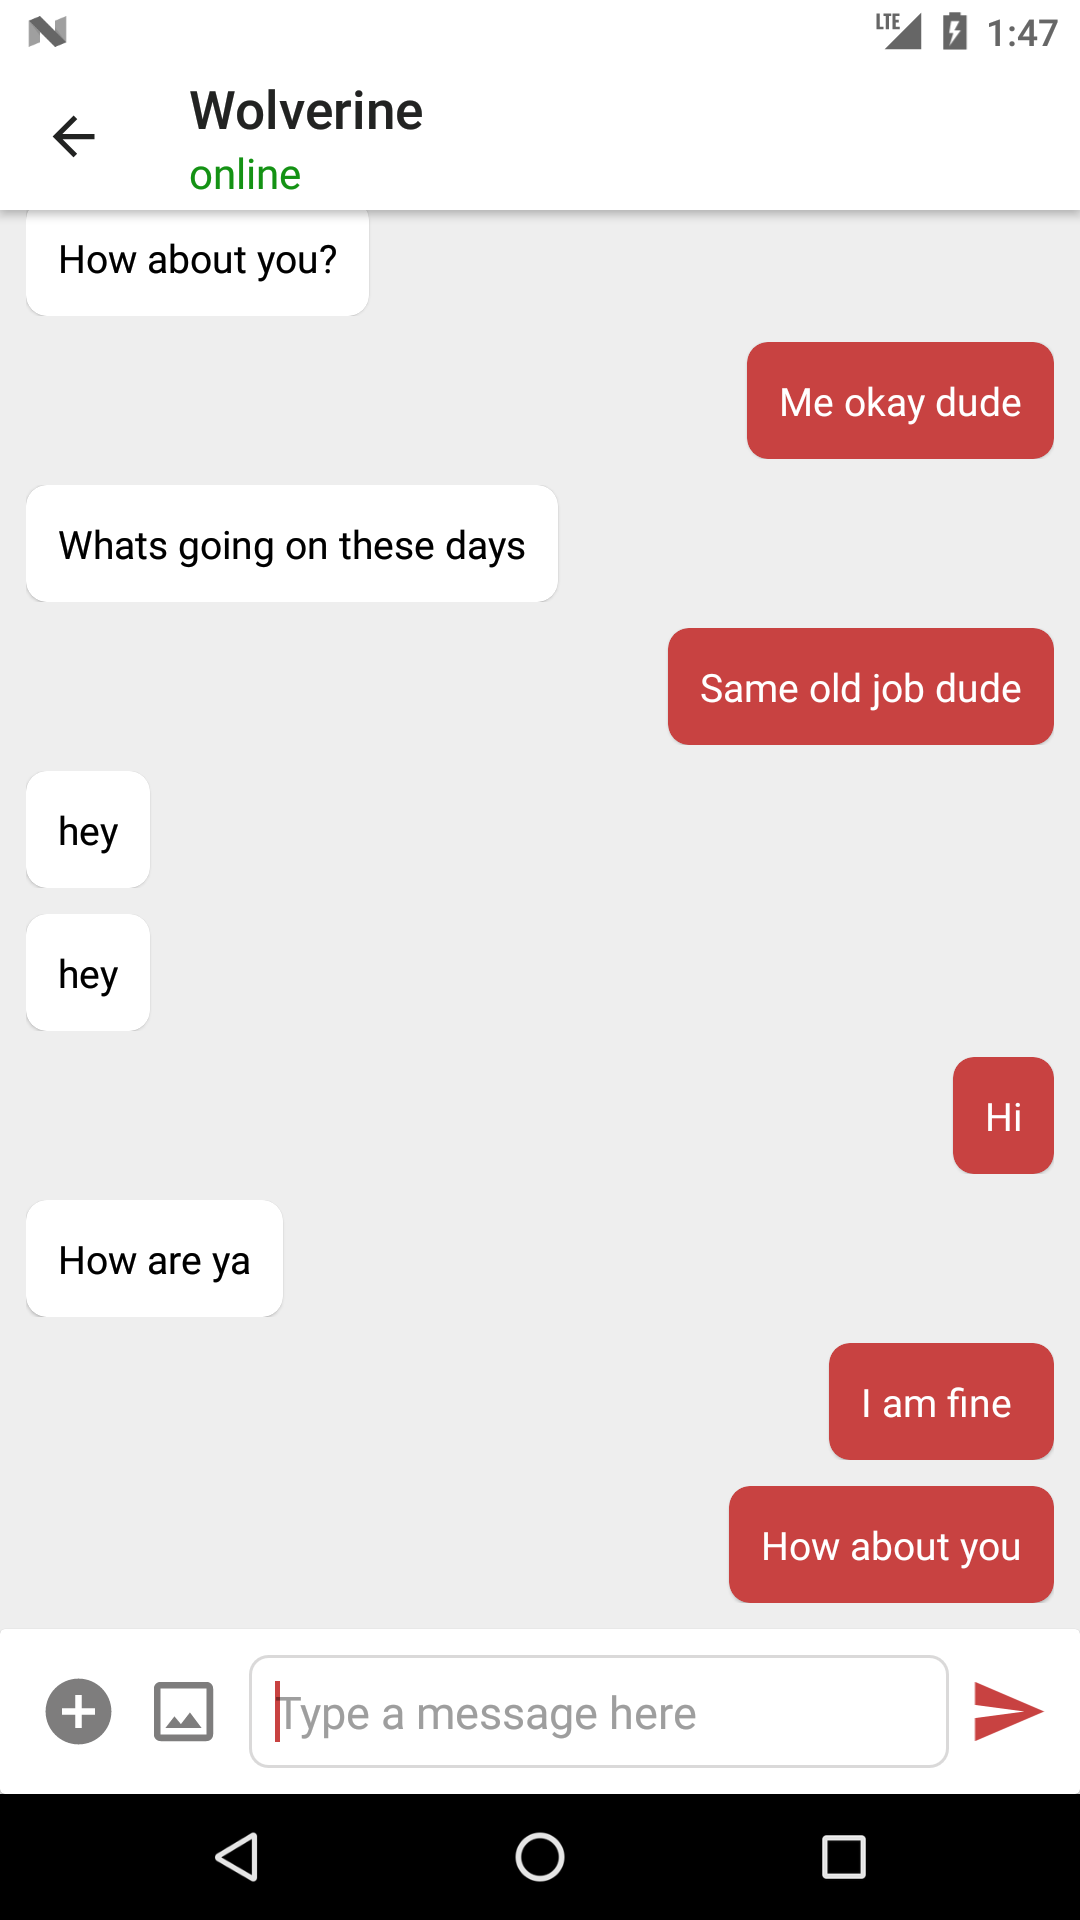 LTE 1:47
Wolverine
online
How about you?
Me okay dude
Whats going on these days
Same old job dude
hey
hey
Hi
How are ya
I am fine
How about you
Type a message here